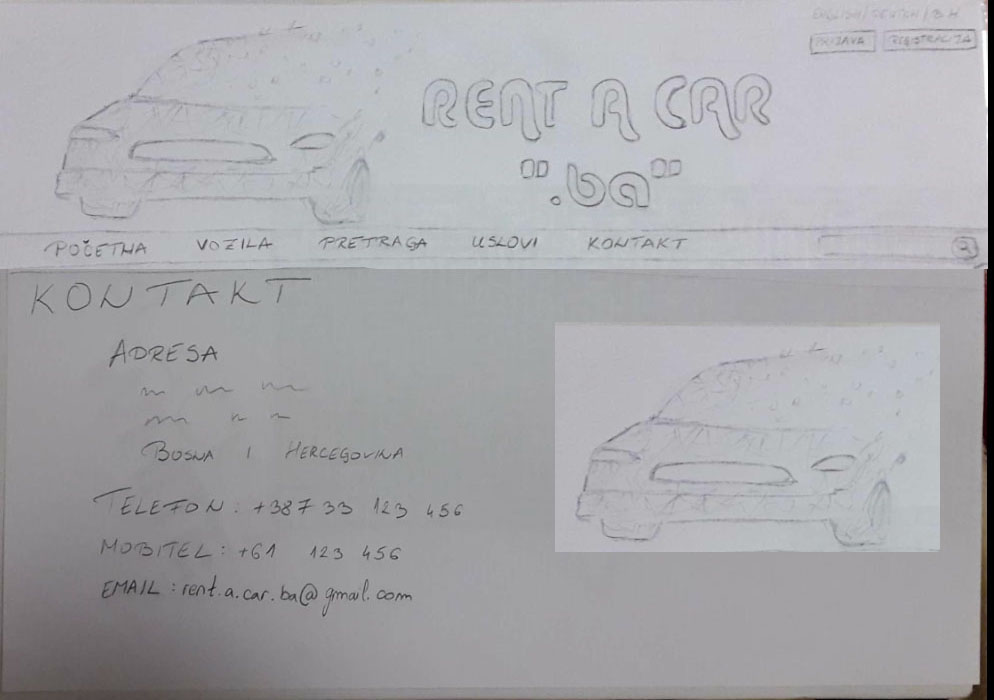 ENGLISH / DEUTCH / BH
PRIJAVA REGISTRACIJA
RENT A CAR
".ba"
POČETNA VOZILA PRETRAGA USLOVI KONTAKT
KONTAKT
ADRESA
BOSNA I HERCEGOVINA
TELEFON : +387 33 123 456
MOBITEL : +61 123 456
EMAIL : rent.a.car.ba@gmail.com